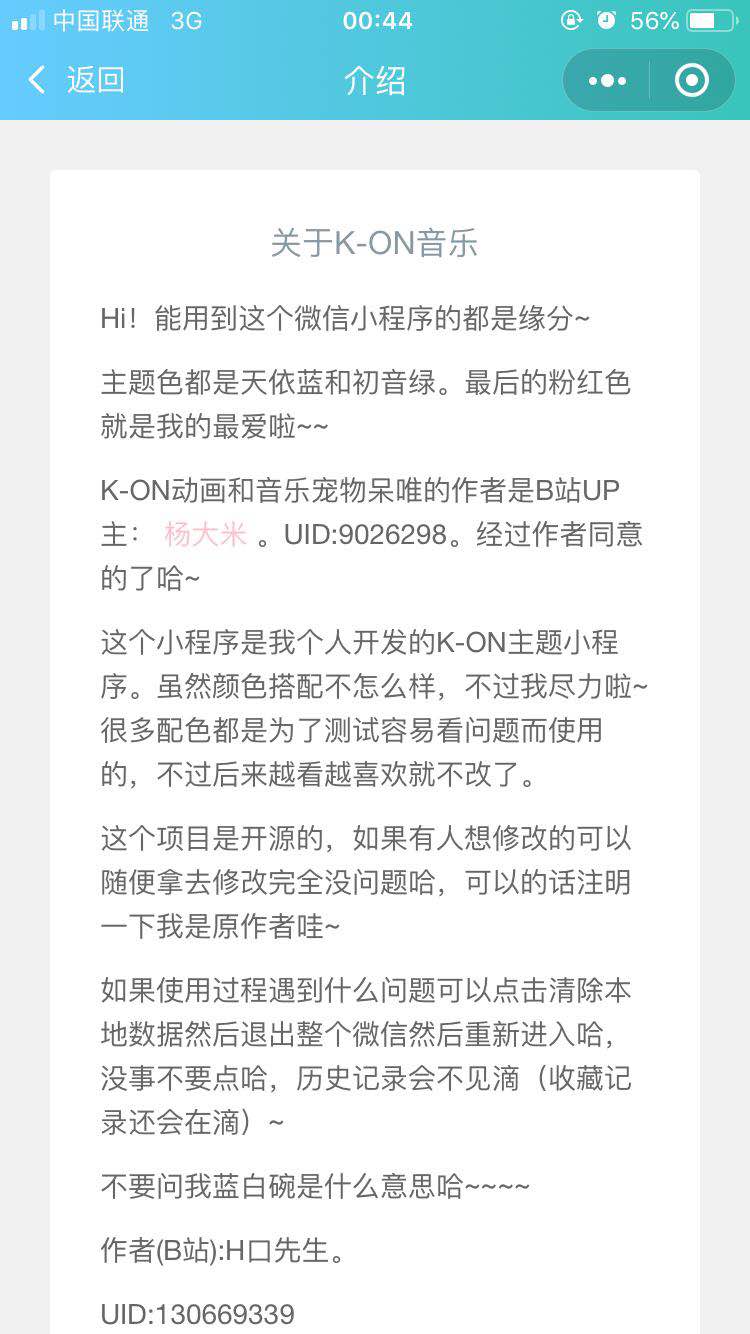 中国联通 3G 00:44 56%
返回 介绍
关于K-ON音乐
Hi！能用到这个微信小程序的都是缘分~
主题色都是天依蓝和初音绿。最后的粉红色
就是我的最爱啦~~
K-ON动画和音乐宠物呆唯的作者是B站UP
主： 杨大米 。UID:9026298。经过作者同意
的了哈~
这个小程序是我个人开发的K-ON主题小程
序。虽然颜色搭配不怎么样，不过我尽力啦~
很多配色都是为了测试容易看问题而使用
的，不过后来越看越喜欢就不改了。
这个项目是开源的，如果有人想修改的可以
随便拿去修改完全没问题哈，可以的话注明
一下我是原作者哇~
如果使用过程遇到什么问题可以点击清除本
地数据然后退出整个微信然后重新进入哈，
没事不要点哈，历史记录会不见滴（收藏记
录还会在滴）~
不要问我蓝白碗是什么意思哈~~~~
作者(B站):H口先生。
UID:130669339